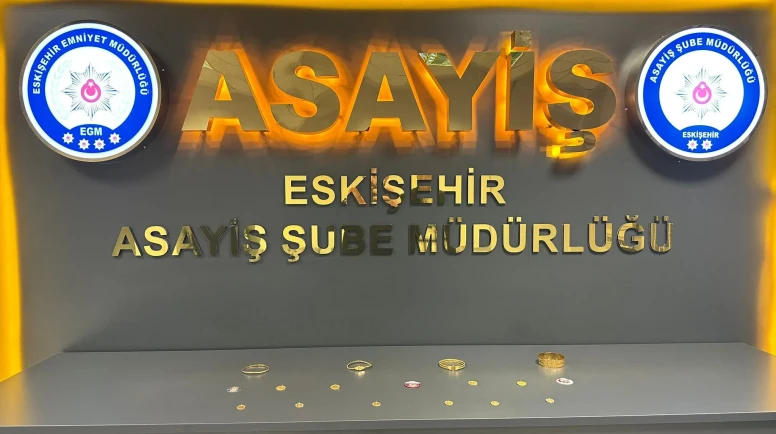 ESKİŞEHİR EMNİYET MÜDÜRLÜĞÜ
EGM
ASAYİŞ
ASAYİŞ ŞUBE MÜDÜRLÜĞÜ
ESKİŞEHİR
ESKİŞEHİR
ASAYİŞ ŞUBE MÜDÜRLÜĞÜ